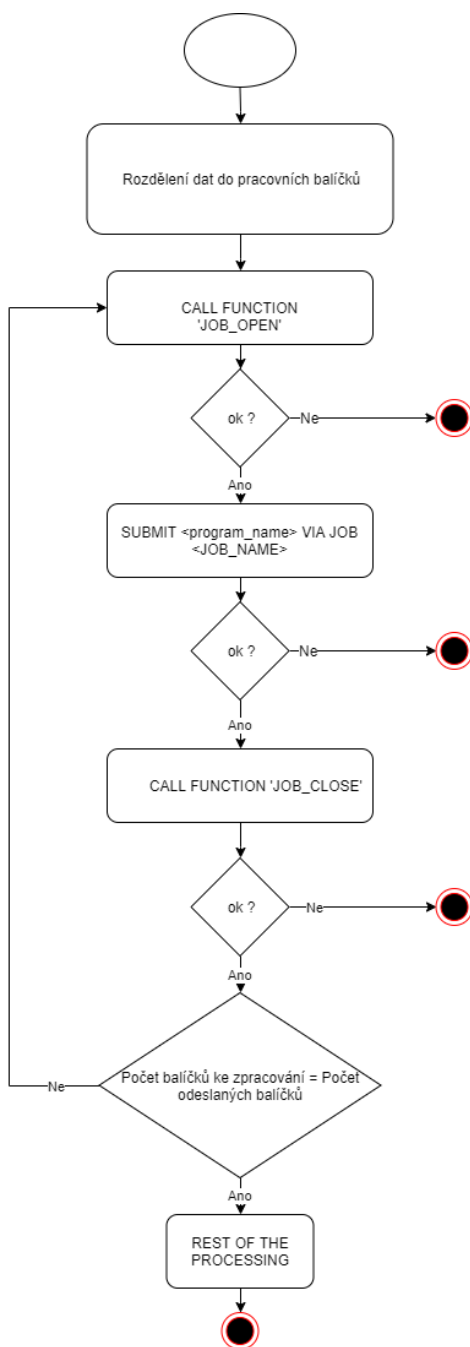 Rozdělení dat do pracovních balíčků
CALL FUNCTION
'JOB_OPEN'
ok ?
Ne
Ano
SUBMIT <program_name> VIA JOB
<JOB_NAME>
ok ?
Ne
Ano
CALL FUNCTION 'JOB_CLOSE'
ok ?
Ne
Ano
Počet balíčků ke zpracování = Počet
odeslaných balíčků
Ne
Ano
REST OF THE
PROCESSING